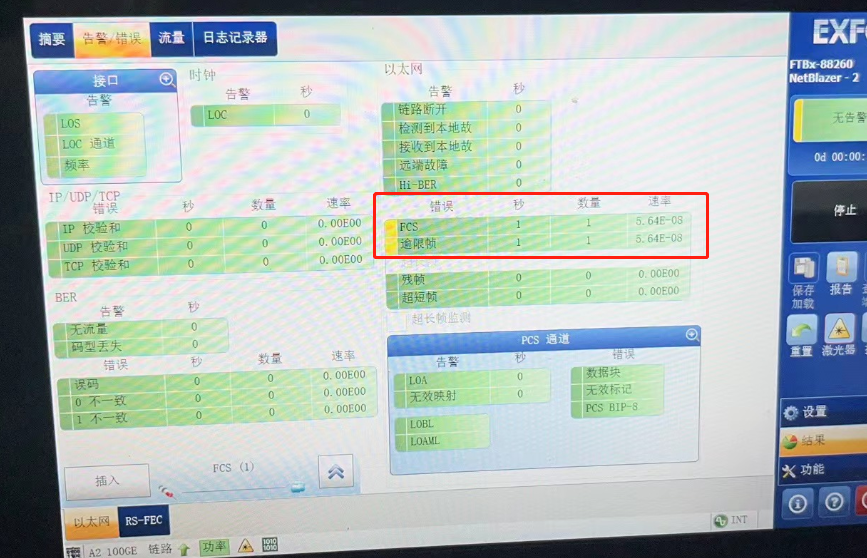 摘要 告警/错误 流量 日志记录器
EXFO
FTBx-88260
NetBlazer - 2
无告警
0d 00:00:
停止
保存
加载
报告
重置 激光器
设置
结果
功能
接口
告警
LOS
LOC 通道
频率
时钟
告警 秒
LOC 0
以太网
告警 秒
链路断开 0
检测到本地故 0
接收到本地故 0
远端故障 0
Hi-BER 0
错误 秒 数量 速率
FCS 1 1 5.64E-08
逾限帧 1 1 5.64E-08
残帧 0 0 0.00E00
超短帧 0 0 0.00E00
超长帧监测
IP/UDP/TCP
错误 秒 数量 速率
IP 校验和 0 0 0.00E00
UDP 校验和 0 0 0.00E00
TCP 校验和 0 0 0.00E00
BER
告警 秒
无流量 0
码型丢失 0
错误 秒 数量 速率
误码 0 0 0.00E00
0 不一致 0 0 0.00E00
1 不一致 0 0 0.00E00
PCS 通道
告警 秒 错误
LOA 0
无效映射 0
LOBL
LOAML
数据块
无效标记
PCS BIP-8
插入
FCS (1)
以太网 RS-FEC
INT
A2 100GE 链路 功率
1010
1010